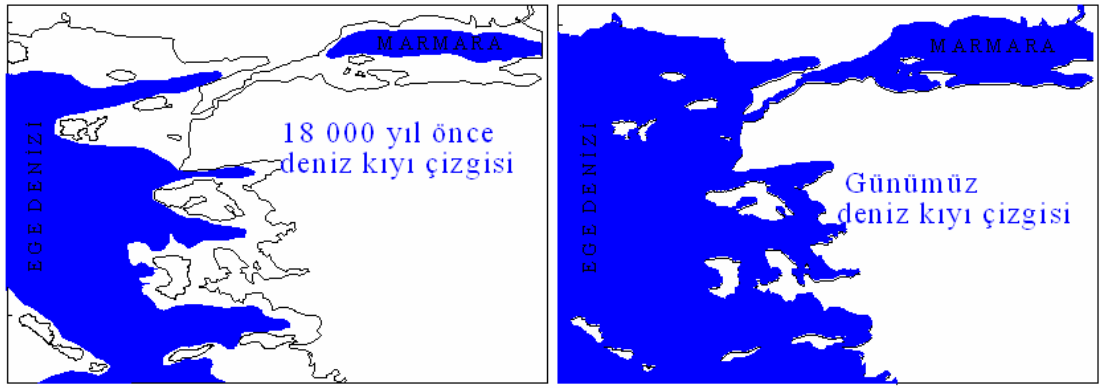 MARMARA
18 000 yıl önce
deniz kıyı çizgisi
EGE DENİZİ
MARMARA
Günümüz
deniz kıyı çizgisi
EGE DENİZİ